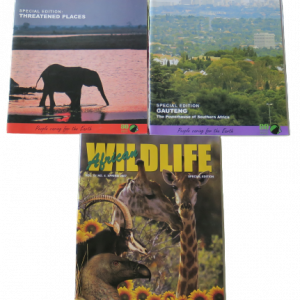 SPECIAL EDITION
THREATENED PLACES
People caring for the Earth
SPECIAL EDITION
GAUTENG
The Powerhouse of Southern Africa
People caring for the Earth
African
WILDLIFE
SPECIAL EDITION